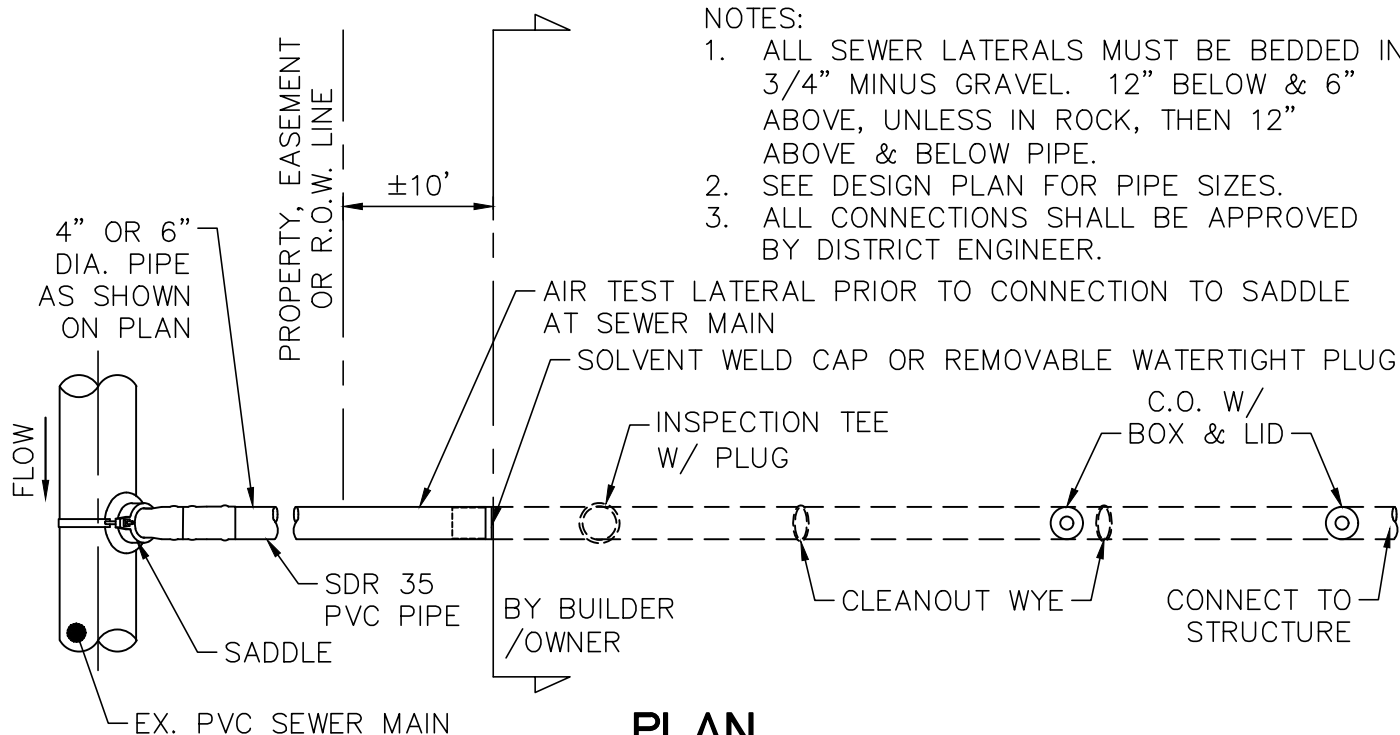 NOTES:
1. ALL SEWER LATERALS MUST BE BEDDED IN
3/4" MINUS GRAVEL. 12" BELOW & 6"
ABOVE, UNLESS IN ROCK, THEN 12"
ABOVE & BELOW PIPE.
2. SEE DESIGN PLAN FOR PIPE SIZES.
3. ALL CONNECTIONS SHALL BE APPROVED
BY DISTRICT ENGINEER.
PROPERTY, EASEMENT
OR R.O.W. LINE
±10'
4" OR 6"
DIA. PIPE
AS SHOWN
ON PLAN
AIR TEST LATERAL PRIOR TO CONNECTION TO SADDLE
AT SEWER MAIN
SOLVENT WELD CAP OR REMOVABLE WATERTIGHT PLUG
C.O. W/
BOX & LID
INSPECTION TEE
W/ PLUG
FLOW
SDR 35
PVC PIPE
BY BUILDER
/OWNER
CLEANOUT WYE
CONNECT TO
STRUCTURE
SADDLE
EX. PVC SEWER MAIN
PLAN